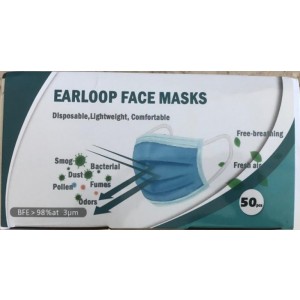 EARLOOP FACE MASKS
Disposable,Lightweight, Comfortable
Free-breathing
Smog
Bacterial
Fresh air
Dust
Pollen
Fumes
Odors
50pcs
BFE > 98%at 3μm